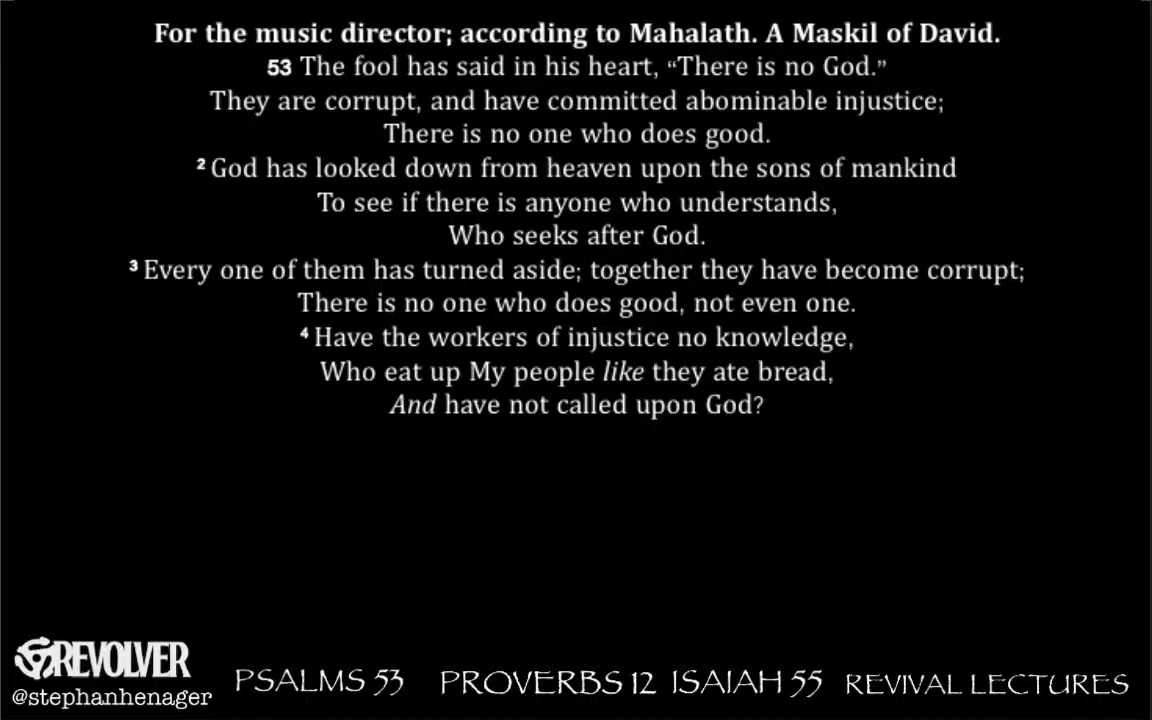 For the music director; according to Mahalath. A Maskil of David.
53 The fool has said in his heart, “There is no God.”
They are corrupt, and have committed abominable injustice;
There is no one who does good.
2 God has looked down from heaven upon the sons of mankind
To see if there is anyone who understands,
Who seeks after God.
3 Every one of them has turned aside; together they have become corrupt;
There is no one who does good, not even one.
4 Have the workers of injustice no knowledge,
Who eat up My people like they ate bread,
And have not called upon God?
REVOLVER
@stephanhenager
PSALMS 53 PROVERBS 12 ISAIAH 55 REVIVAL LECTURES